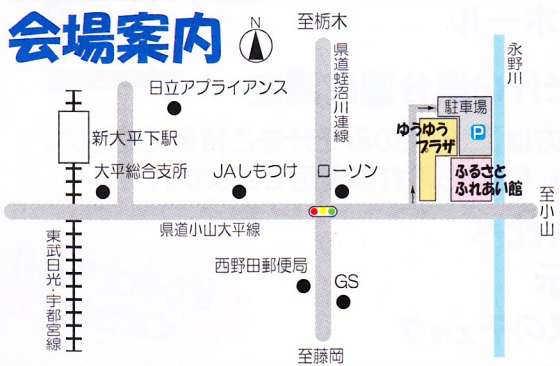 会場案内
N
至栃木
県道蛭沼川連線
永野川
日立アプライアンス
駐車場
P
ゆうゆう
プラザ
新大平下駅
大平総合支所
JAしもつけ
ローソン
ふるさと
ふれあい館
県道小山大平線
至小山
東武日光・宇都宮線
西野田郵便局
GS
至藤岡